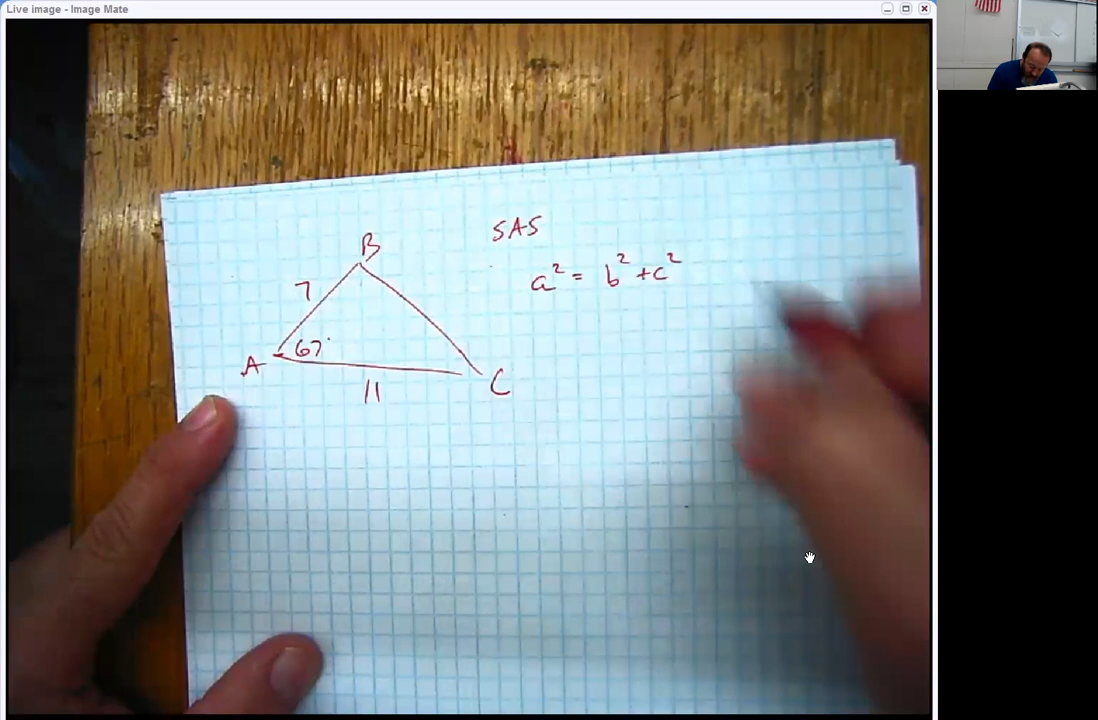 Live image - Image Mate
B
SAS
7
a² = b² + c²
A
67°
11
C